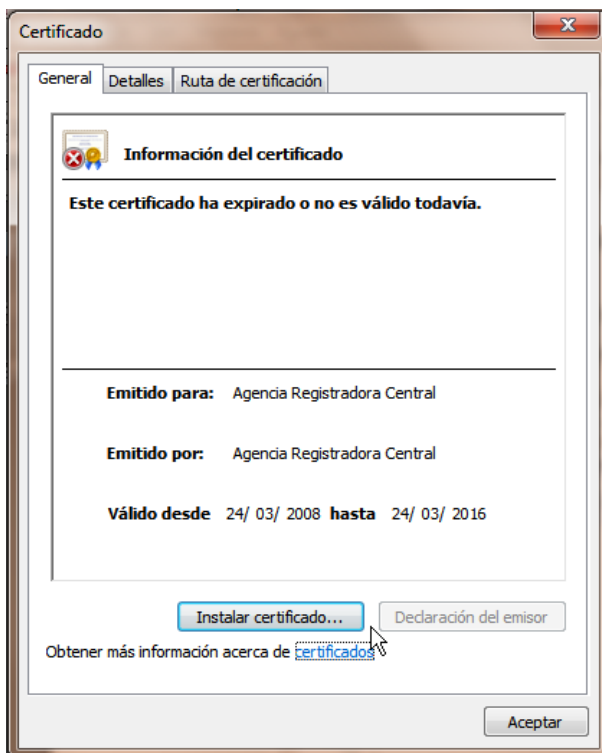 Certificado
General Detalles Ruta de certificación
Información del certificado
Este certificado ha expirado o no es válido todavía.
Emitido para: Agencia Registradora Central
Emitido por: Agencia Registradora Central
Válido desde 24/ 03/ 2008 hasta 24/ 03/ 2016
Instalar certificado... Declaración del emisor
Obtener más información acerca de certificados
Aceptar